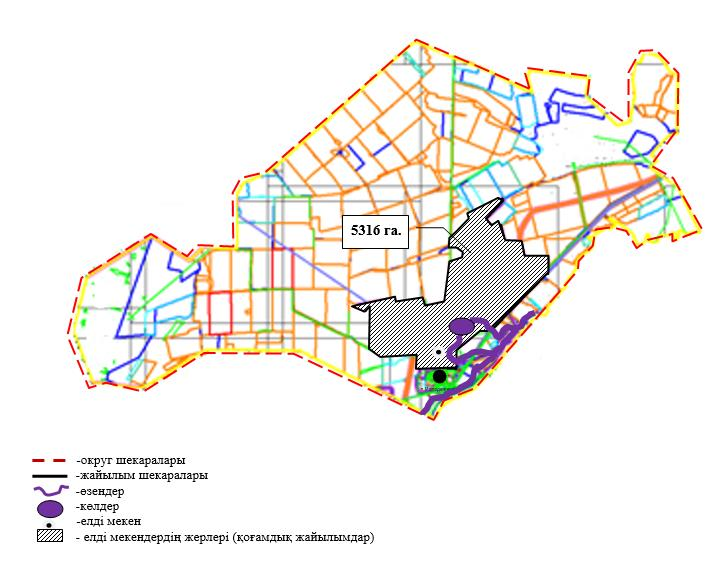 5316 га.
-округ шекаралары
-жайылым шекаралары
-өзендер
-көлдер
-елді мекен
- елді мекендердің жерлері (қоғамдық жайылымдар)